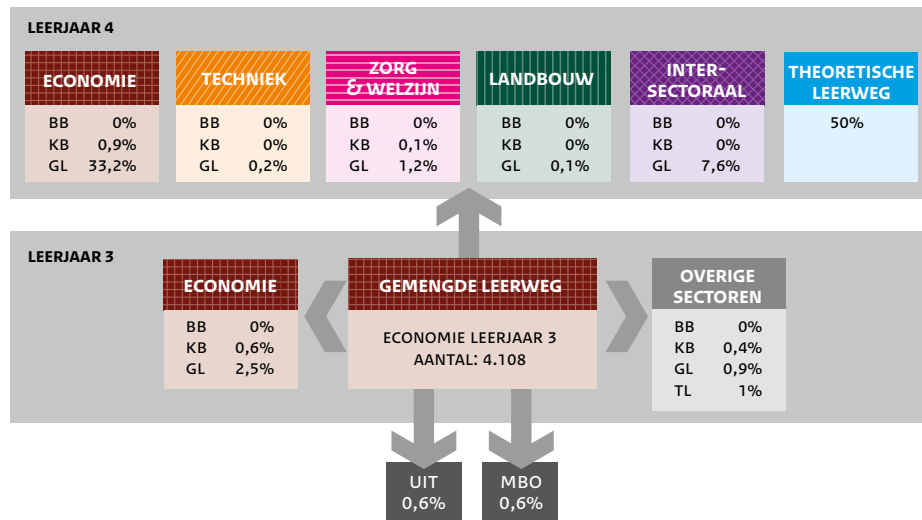 LEERJAAR 4
ECONOMIE
BB 0%
KB 0,9%
GL 33,2%
TECHNIEK
BB 0%
KB 0%
GL 0,2%
ZORG
& WELZIJN
BB 0%
KB 0,1%
GL 1,2%
LANDBOUW
BB 0%
KB 0%
GL 0,1%
INTER-
SECTORAAL
BB 0%
KB 0%
GL 7,6%
THEORETISCHE
LEERWEG
50%
LEERJAAR 3
ECONOMIE
BB 0%
KB 0,6%
GL 2,5%
GEMENGDE LEERWEG
ECONOMIE LEERJAAR 3
AANTAL: 4.108
OVERIGE
SECTOREN
BB 0%
KB 0,4%
GL 0,9%
TL 1%
UIT
0,6%
MBO
0,6%